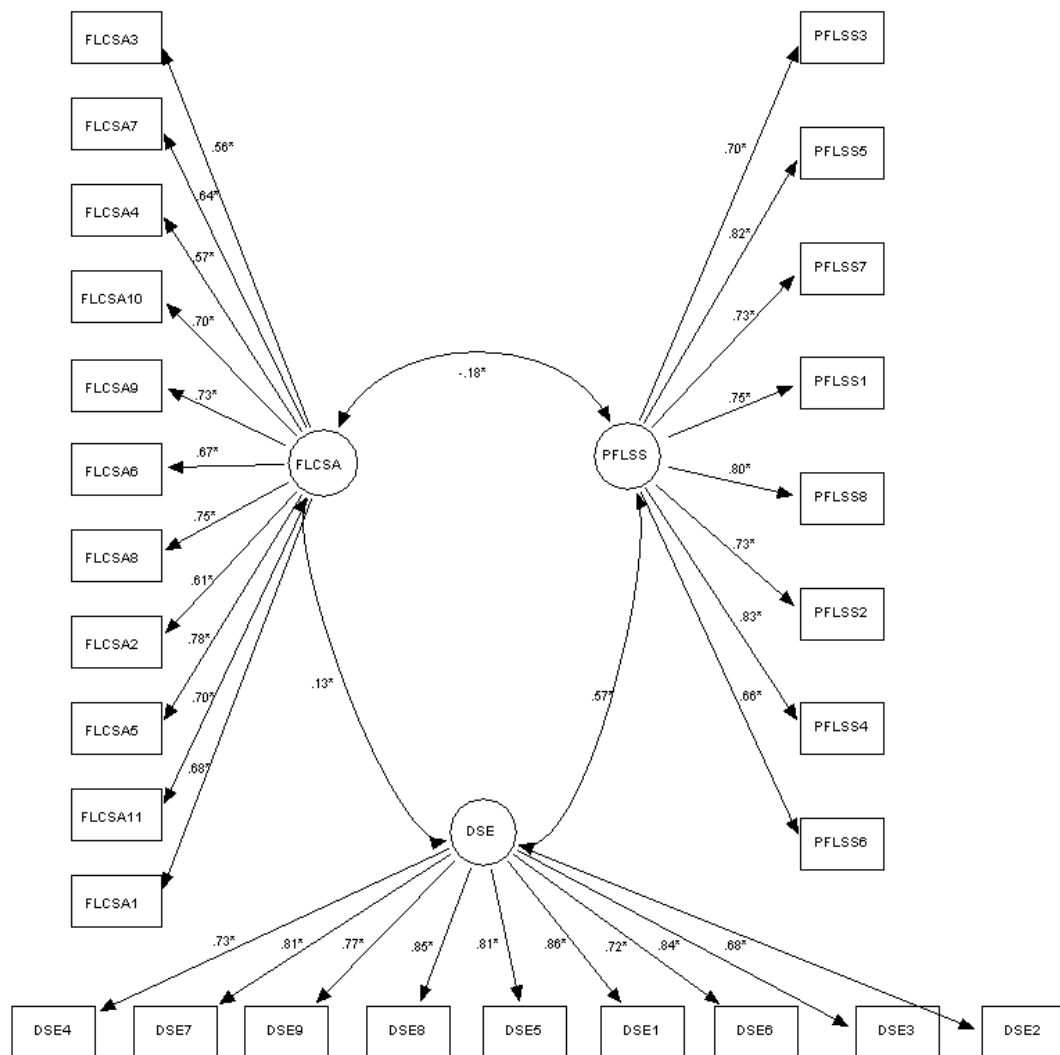 FLCSA3
PFLSS3
FLCSA7
.56*
.70*
PFLSS5
.64*
FLCSA4
.82*
.57*
PFLSS7
FLCSA10
.70*
.73*
-.18*
FLCSA9
.73*
.75*
PFLSS1
FLCSA6
.67*
FLCSA
PFLSS
.80*
PFLSS8
.75*
FLCSA8
.73*
.61*
PFLSS2
FLCSA2
.78*
.83*
.13*
.70*
.57*
.66*
FLCSA5
PFLSS4
.68*
FLCSA11
DSE
PFLSS6
FLCSA1
.73*
.81*
.77*
.85*
.81*
.86*
.72*
.84*
.68*
DSE4
DSE7
DSE9
DSE8
DSE5
DSE1
DSE6
DSE3
DSE2